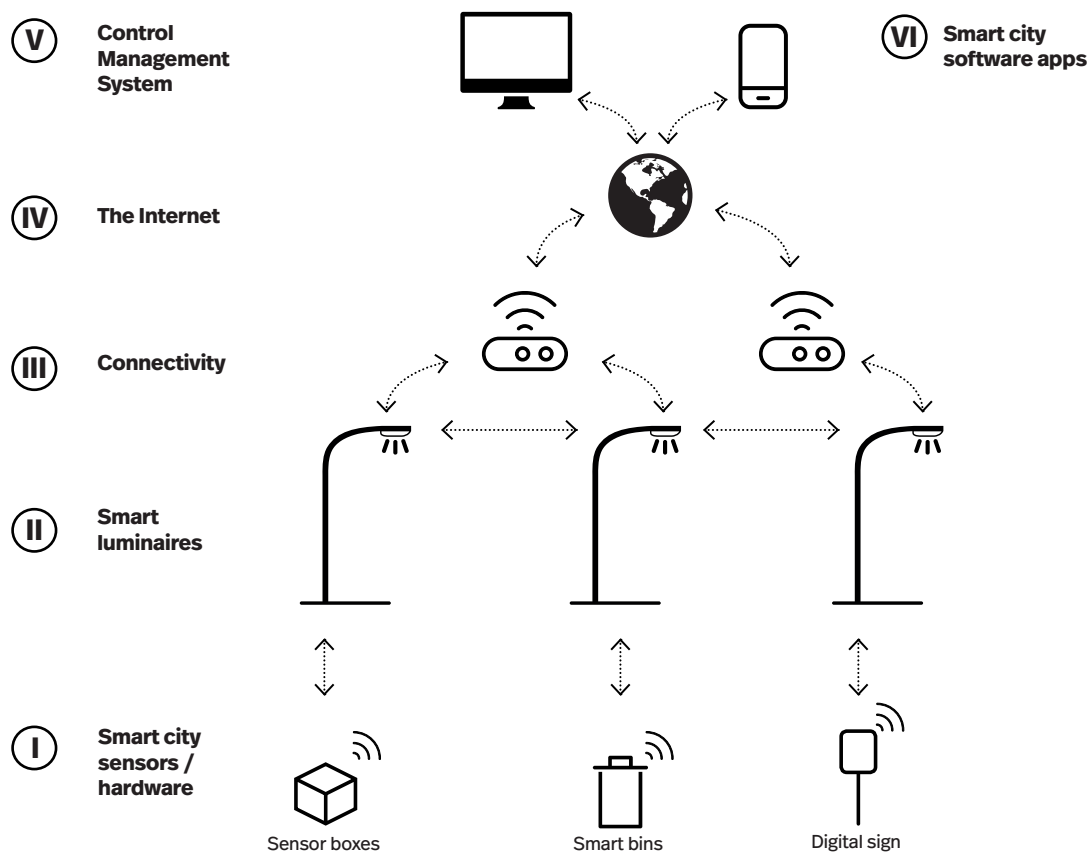 V
Control
Management
System
VI
Smart city
software apps
IV
The Internet
III
Connectivity
II
Smart
luminaires
I
Smart city
sensors /
hardware
Sensor boxes
Smart bins
Digital sign